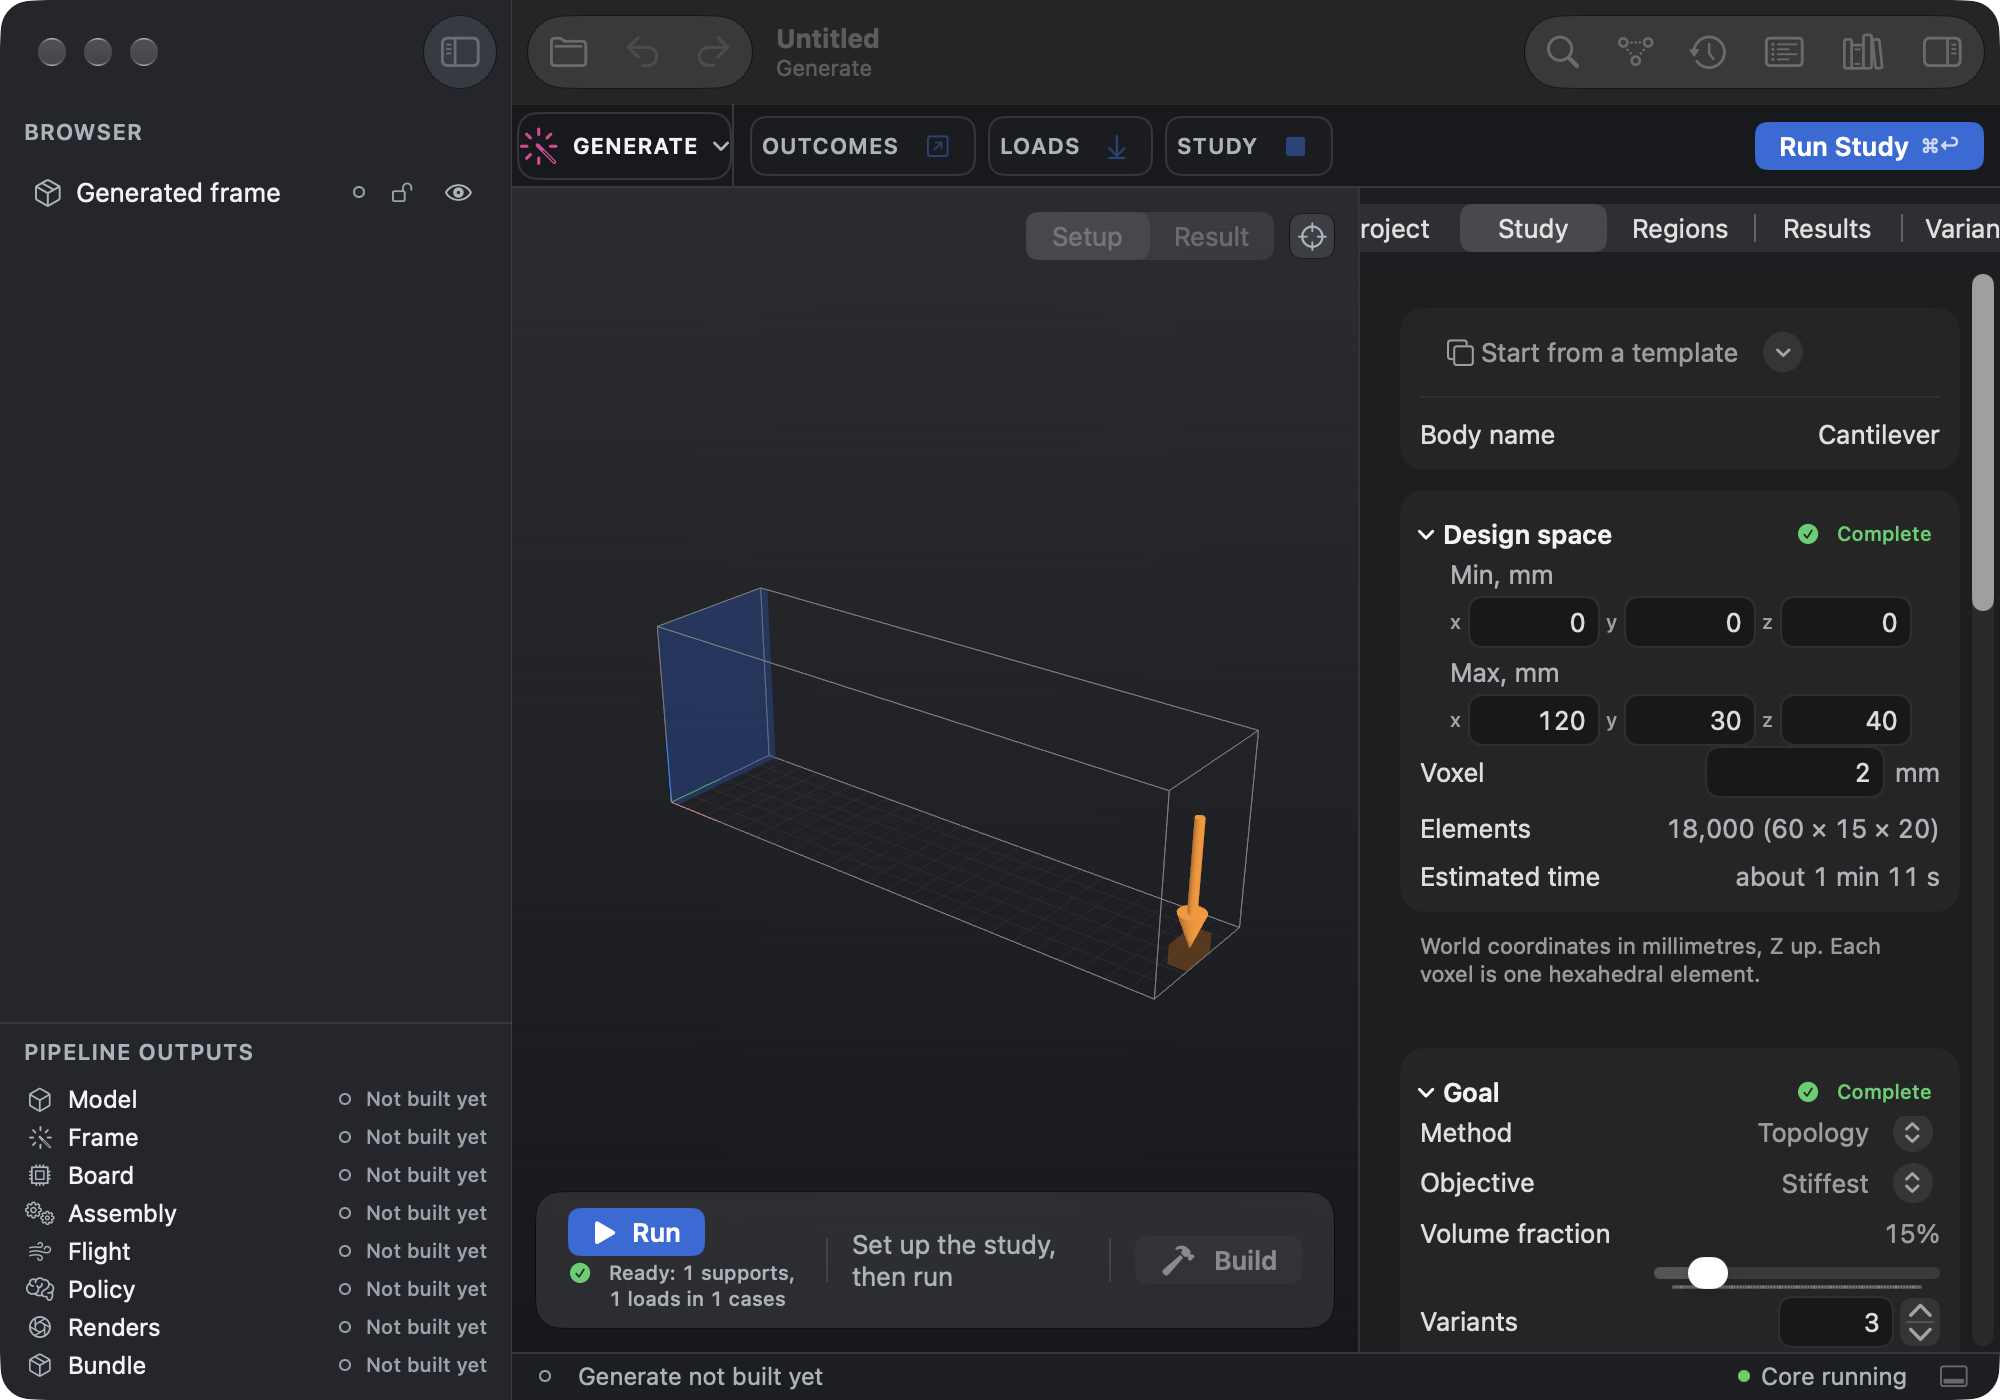 Untitled
Generate
BROWSER
Generated frame
GENERATE
OUTCOMES
LOADS
STUDY
Run Study ⌘↩
Setup
Result
roject
Study
Regions
Results
Varian
Start from a template
Body name
Cantilever
Design space
Complete
Min, mm
x 0 y 0 z 0
Max, mm
x 120 y 30 z 40
Voxel 2 mm
Elements 18,000 (60 × 15 × 20)
Estimated time about 1 min 11 s
World coordinates in millimetres, Z up. Each
voxel is one hexahedral element.
Goal
Complete
Method Topology
Objective Stiffest
Volume fraction 15%
Variants 3
PIPELINE OUTPUTS
Model Not built yet
Frame Not built yet
Board Not built yet
Assembly Not built yet
Flight Not built yet
Policy Not built yet
Renders Not built yet
Bundle Not built yet
Run
Ready: 1 supports,
1 loads in 1 cases
Set up the study,
then run
Build
Generate not built yet
Core running